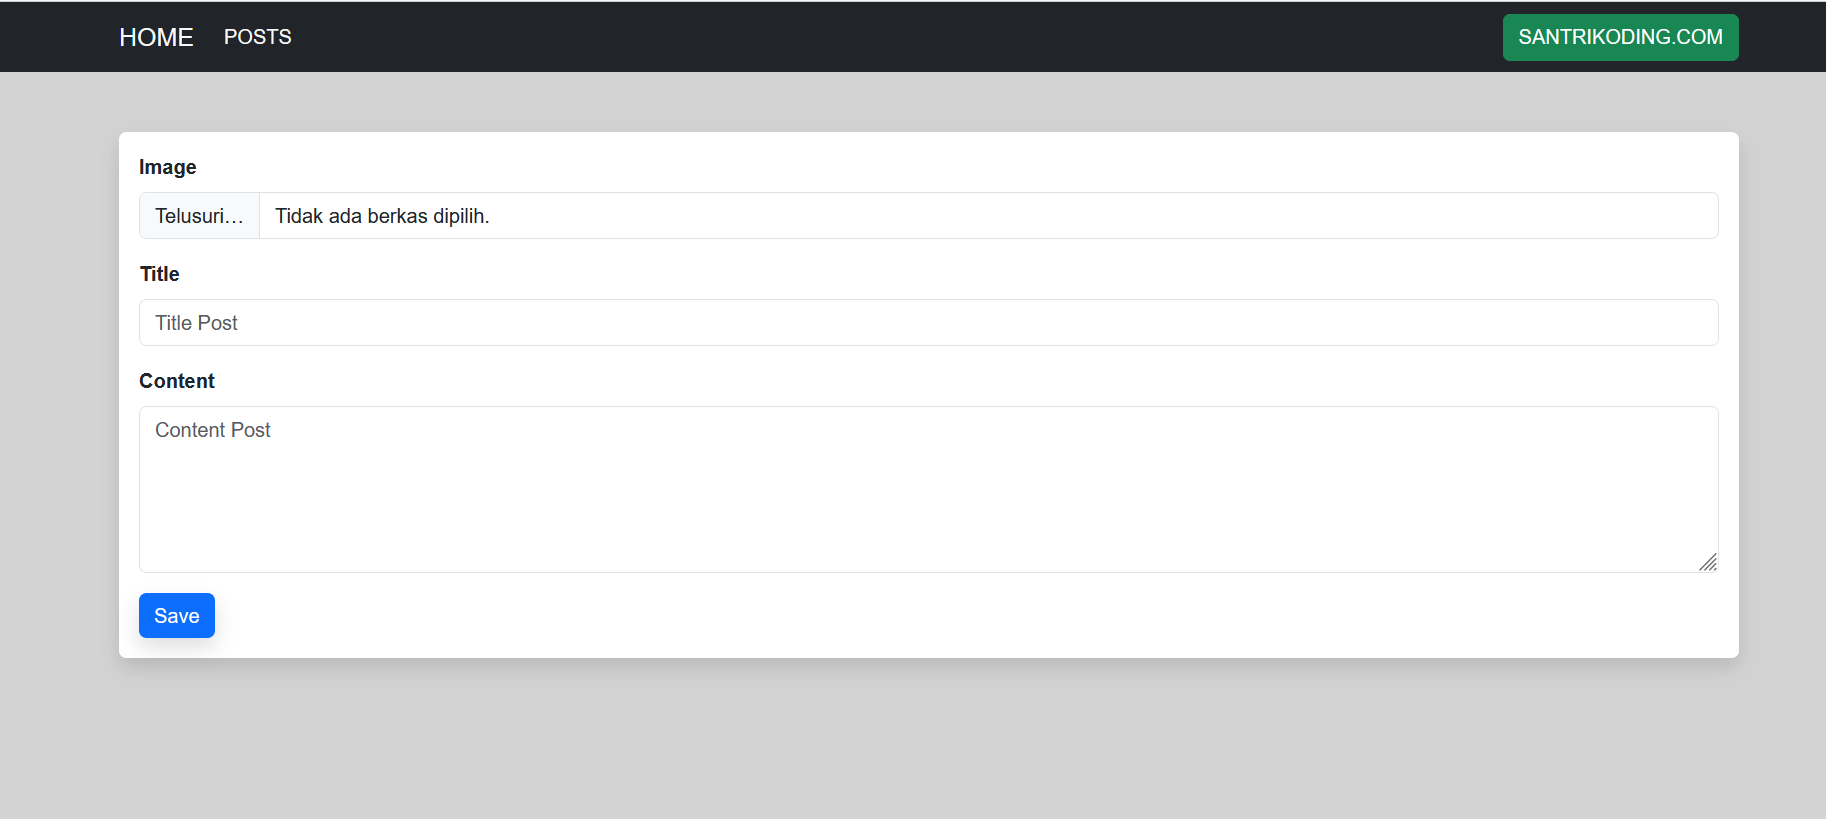 HOME POSTS SANTRIKODING.COM
Image
Telusuri... Tidak ada berkas dipilih.
Title
Title Post
Content
Content Post
Save